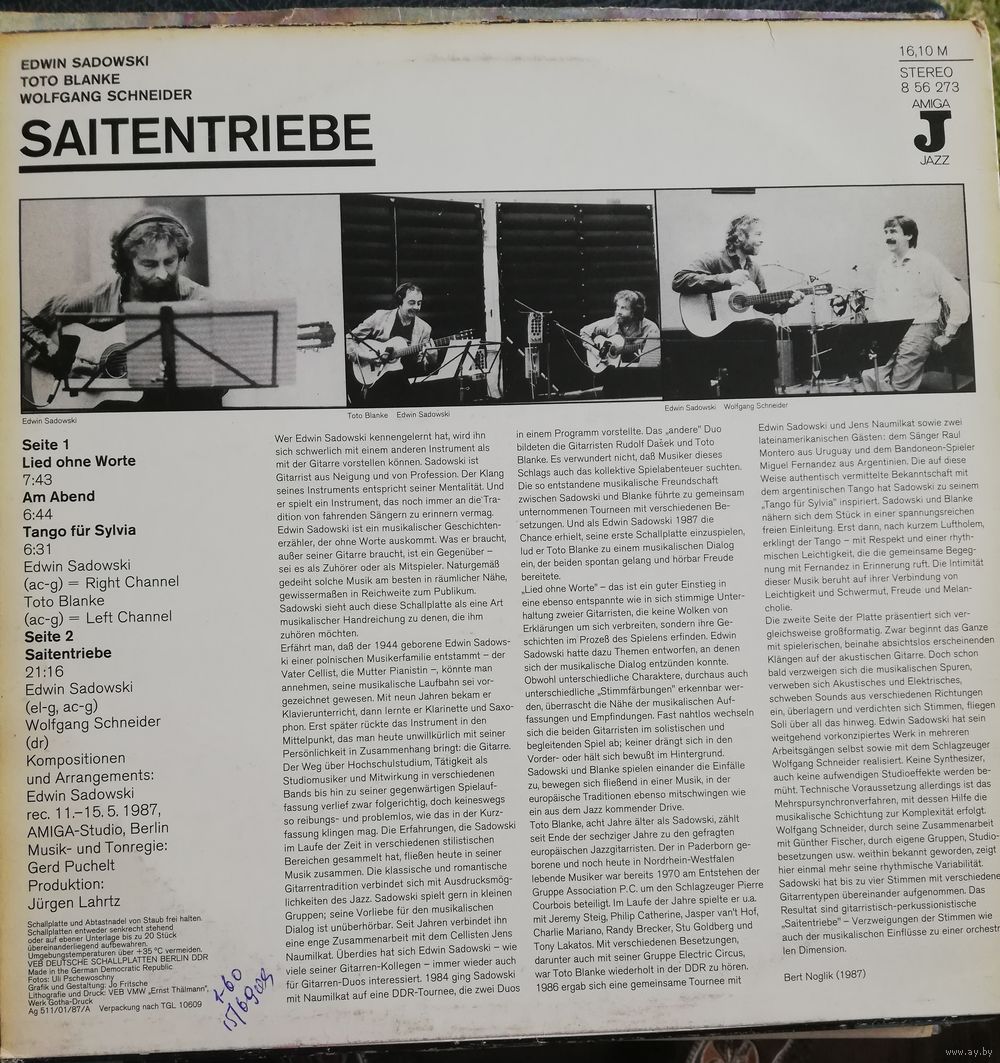 EDWIN SADOWSKI
TOTO BLANKE
WOLFGANG SCHNEIDER
SAITENTRIEBE
16,10 M
STEREO
8 56 273
AMIGA
J
JAZZ
Edwin Sadowski
Toto Blanke Edwin Sadowski
Edwin Sadowski Wolfgang Schneider
Seite 1
Lied ohne Worte
7:43
Am Abend
6:44
Tango für Sylvia
6:31
Edwin Sadowski
(ac-g) = Right Channel
Toto Blanke
(ac-g) = Left Channel
Seite 2
Saitentriebe
21:16
Edwin Sadowski
(el-g, ac-g)
Wolfgang Schneider
(dr)
Kompositionen
und Arrangements:
Edwin Sadowski
rec. 11.–15. 5. 1987,
AMIGA-Studio, Berlin
Musik- und Tonregie:
Gerd Puchelt
Produktion:
Jürgen Lahrtz
Schallplatte und Abtastnadel von Staub frei halten.
Schallplatten entweder senkrecht stehend
oder auf ebener Unterlage bis zu 20 Stück
übereinanderliegend aufbewahren.
Umgebungstemperaturen über +35 °C vermeiden.
VEB DEUTSCHE SCHALLPLATTEN BERLIN DDR
Made in the German Democratic Republic
Fotos: Uli Pschewoschny
Grafik und Gestaltung: Jo Fritsche
Lithografie und Druck: VEB VMW „Ernst Thälmann",
Werk Gotha-Druck
Ag 511/01/87/A Verpackung nach TGL 10609
Wer Edwin Sadowski kennengelernt hat, wird ihn
sich schwerlich mit einem anderen Instrument als
mit der Gitarre vorstellen können. Sadowski ist
Gitarrist aus Neigung und von Profession. Der Klang
seines Instruments entspricht seiner Mentalität. Und
er spielt ein Instrument, das noch immer an die Tra-
dition von fahrenden Sängern zu erinnern vermag.
Edwin Sadowski ist ein musikalischer Geschichten-
erzähler, der ohne Worte auskommt. Was er braucht,
außer seiner Gitarre braucht, ist ein Gegenüber –
sei es als Zuhörer oder als Mitspieler. Naturgemäß
gedeiht solche Musik am besten in räumlicher Nähe,
gewissermaßen in Reichweite zum Publikum.
Sadowski sieht auch diese Schallplatte als eine Art
musikalischer Handreichung zu denen, die ihm
zuhören möchten.
Erfährt man, daß der 1944 geborene Edwin Sadows-
ki einer polnischen Musikerfamilie entstammt – der
Vater Cellist, die Mutter Pianistin –, könnte man
annehmen, seine musikalische Laufbahn sei vor-
gezeichnet gewesen. Mit neun Jahren bekam er
Klavierunterricht, dann lernte er Klarinette und Saxo-
phon. Erst später rückte das Instrument in den
Mittelpunkt, das man heute unwillkürlich mit seiner
Persönlichkeit in Zusammenhang bringt: die Gitarre.
Der Weg über Hochschulstudium, Tätigkeit als
Studiomusiker und Mitwirkung in verschiedenen
Bands bis hin zu seiner gegenwärtigen Spielauf-
fassung verlief zwar folgerichtig, doch keineswegs
so reibungs- und problemlos, wie das in der Kurz-
fassung klingen mag. Die Erfahrungen, die Sadowski
im Laufe der Zeit in verschiedenen stilistischen
Bereichen gesammelt hat, fließen heute in seiner
Musik zusammen. Die klassische und romantische
Gitarrentradition verbindet sich mit Ausdrucksmög-
lichkeiten des Jazz. Sadowski spielt gern in kleinen
Gruppen; seine Vorliebe für den musikalischen
Dialog ist unüberhörbar. Seit Jahren verbindet ihn
eine enge Zusammenarbeit mit dem Cellisten Jens
Naumilkat. Überdies hat sich Edwin Sadowski – wie
viele seiner Gitarren-Kollegen – immer wieder auch
für Gitarren-Duos interessiert. 1984 ging Sadowski
mit Naumilkat auf eine DDR-Tournee, die zwei Duos
in einem Programm vorstellte. Das „andere" Duo
bildeten die Gitarristen Rudolf Dašek und Toto
Blanke. Es verwundert nicht, daß Musiker dieses
Schlags auch das kollektive Spielabenteuer suchten.
Die so entstandene musikalische Freundschaft
zwischen Sadowski und Blanke führte zu gemeinsam
unternommenen Tourneen mit verschiedenen Be-
setzungen. Und als Edwin Sadowski 1987 die
Chance erhielt, seine erste Schallplatte einzuspielen,
lud er Toto Blanke zu einem musikalischen Dialog
ein, der beiden spontan gelang und hörbar Freude
bereitete.
„Lied ohne Worte" – das ist ein guter Einstieg in
eine ebenso entspannte wie in sich stimmige Unter-
haltung zweier Gitarristen, die keine Wolken von
Erklärungen um sich verbreiten, sondern ihre Ge-
schichten im Prozeß des Spielens erfinden. Edwin
Sadowski hatte dazu Themen entworfen, an denen
sich der musikalische Dialog entzünden konnte.
Obwohl unterschiedliche Charaktere, durchaus auch
unterschiedliche „Stimmfärbungen" erkennbar wer-
den, überrascht die Nähe der musikalischen Auf-
fassungen und Empfindungen. Fast nahtlos wechseln
sich die beiden Gitarristen im solistischen und
begleitenden Spiel ab; keiner drängt sich in den
Vorder- oder hält sich bewußt im Hintergrund.
Sadowski und Blanke spielen einander die Einfälle
zu, bewegen sich fließend in einer Musik, in der
europäische Traditionen ebenso mitschwingen wie
ein aus dem Jazz kommender Drive.
Toto Blanke, acht Jahre älter als Sadowski, zählt
seit Ende der sechziger Jahre zu den gefragten
europäischen Jazzgitarristen. Der in Paderborn ge-
borene und noch heute in Nordrhein-Westfalen
lebende Musiker war bereits 1970 am Entstehen der
Gruppe Association P.C. um den Schlagzeuger Pierre
Courbois beteiligt. Im Laufe der Jahre spielte er u.a.
mit Jeremy Steig, Philip Catherine, Jasper van't Hof,
Charlie Mariano, Randy Brecker, Stu Goldberg und
Tony Lakatos. Mit verschiedenen Besetzungen,
darunter auch mit seiner Gruppe Electric Circus,
war Toto Blanke wiederholt in der DDR zu hören.
1986 ergab sich eine gemeinsame Tournee mit
Edwin Sadowski und Jens Naumilkat sowie zwei
lateinamerikanischen Gästen: dem Sänger Raul
Montero aus Uruguay und dem Bandoneon-Spieler
Miguel Fernandez aus Argentinien. Die auf diese
Weise authentisch vermittelte Bekanntschaft mit
dem argentinischen Tango hat Sadowski zu seinem
„Tango für Sylvia" inspiriert. Sadowski und Blanke
nähern sich dem Stück in einer spannungsreichen
freien Einleitung. Erst dann, nach kurzem Luftholen,
erklingt der Tango – mit Respekt und einer rhyth-
mischen Leichtigkeit, die die gemeinsame Begeg-
nung mit Fernandez in Erinnerung ruft. Die Intimität
dieser Musik beruht auf ihrer Verbindung von
Leichtigkeit und Schwermut, Freude und Melan-
cholie.
Die zweite Seite der Platte präsentiert sich ver-
gleichsweise großformatig. Zwar beginnt das Ganze
mit spielerischen, beinahe absichtslos erscheinenden
Klängen auf der akustischen Gitarre. Doch schon
bald verzweigen sich die musikalischen Spuren,
verweben sich Akustisches und Elektrisches,
schweben Sounds aus verschiedenen Richtungen
ein, überlagern und verdichten sich Stimmen, fliegen
Soli über all das hinweg. Edwin Sadowski hat sein
weitgehend vorkonzipiertes Werk in mehreren
Arbeitsgängen selbst sowie mit dem Schlagzeuger
Wolfgang Schneider realisiert. Keine Synthesizer,
auch keine aufwendigen Studioeffekte werden be-
müht. Technische Voraussetzung allerdings ist das
Mehrspursynchronverfahren, mit dessen Hilfe die
musikalische Schichtung zur Komplexität erfolgt.
Wolfgang Schneider, durch seine Zusammenarbeit
mit Günther Fischer, durch eigene Gruppen, Studio-
besetzungen usw. weithin bekannt geworden, zeigt
hier einmal mehr seine rhythmische Variabilität.
Sadowski hat bis zu vier Stimmen mit verschiedene
Gitarrentypen übereinander aufgenommen. Das
Resultat sind gitarristisch-perkussionistische
„Saitentriebe" – Verzweigungen der Stimmen wie
auch der musikalischen Einflüsse zu einer orchestr
len Dimension.
Bert Noglik (1987)
www.ay.by